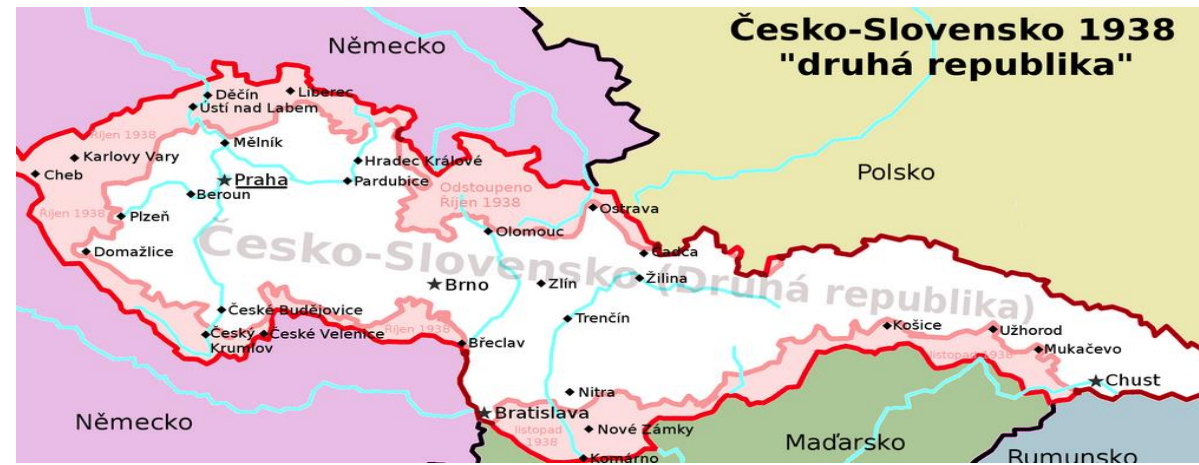 Česko-Slovensko 1938
"druhá republika"
Německo
Děčín
Liberec
Ústí nad Labem
Říjen 1938
Mělník
Karlovy Vary
Hradec Králové
Cheb
Praha
Pardubice
Beroun
Polsko
Odstoupeno
Říjen 1938
Říjen 1938
Plzeň
Ostrava
Olomouc
Domažlice
Česko-Slovensko (Druhá republika)
Čadca
Žilina
Brno
Zlín
České Budějovice
Trenčín
Košice
Užhorod
Český
Krumlov
České Velenice
Říjen 1938
Břeclav
Mukačevo
listopad 1938
Chust
Nitra
Bratislava
Německo
listopad
1938
Nové Zámky
Maďarsko
Komárno
Rumunsko